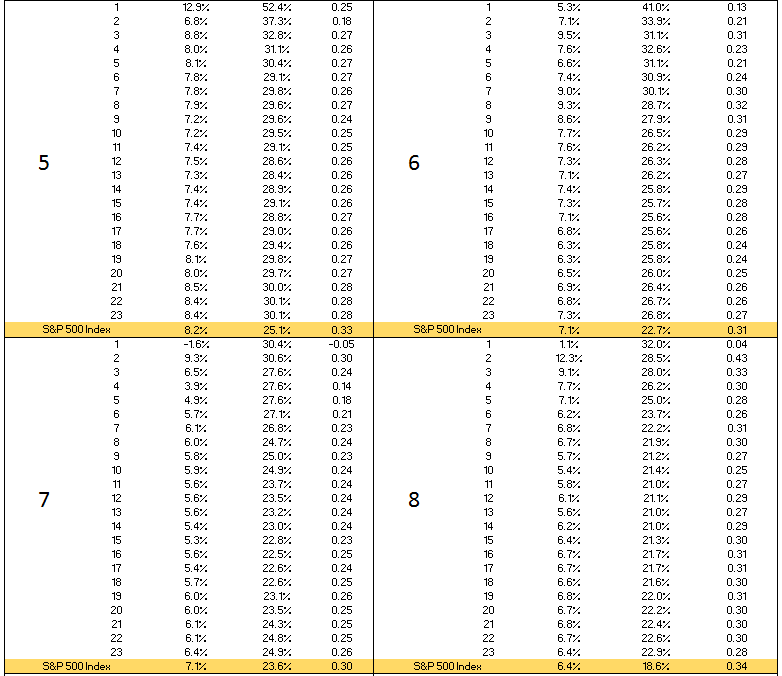 1 12.9% 52.4% 0.25
2 6.8% 37.3% 0.18
3 8.8% 32.8% 0.27
4 8.0% 31.1% 0.26
5 8.1% 30.4% 0.27
6 7.8% 29.1% 0.27
7 7.8% 29.8% 0.26
8 7.9% 29.6% 0.27
9 7.2% 29.6% 0.24
10 7.2% 29.5% 0.25
11 7.4% 29.1% 0.25
5 12 7.5% 28.6% 0.26
13 7.3% 28.4% 0.26
14 7.4% 28.9% 0.26
15 7.4% 29.1% 0.26
16 7.7% 28.8% 0.27
17 7.7% 29.0% 0.26
18 7.6% 29.4% 0.26
19 8.1% 29.8% 0.27
20 8.0% 29.7% 0.27
21 8.5% 30.0% 0.28
22 8.4% 30.1% 0.28
23 8.4% 30.1% 0.28
S&P 500 Index 8.2% 25.1% 0.33
1 5.3% 41.0% 0.13
2 7.1% 33.9% 0.21
3 9.5% 31.1% 0.31
4 7.6% 32.6% 0.23
5 6.6% 31.1% 0.21
6 7.4% 30.9% 0.24
7 9.0% 30.1% 0.30
8 9.3% 28.7% 0.32
9 8.6% 27.9% 0.31
10 7.7% 26.5% 0.29
11 7.6% 26.2% 0.29
6 12 7.3% 26.3% 0.28
13 7.1% 26.2% 0.27
14 7.4% 25.8% 0.29
15 7.3% 25.7% 0.28
16 7.1% 25.6% 0.28
17 6.8% 25.6% 0.26
18 6.3% 25.8% 0.24
19 6.3% 25.8% 0.24
20 6.5% 26.0% 0.25
21 6.9% 26.4% 0.26
22 6.8% 26.7% 0.26
23 7.3% 26.8% 0.27
S&P 500 Index 7.1% 22.7% 0.31
1 -1.6% 30.4% -0.05
2 9.3% 30.6% 0.30
3 6.5% 27.6% 0.24
4 3.9% 27.6% 0.14
5 4.9% 27.6% 0.18
6 5.7% 27.1% 0.21
7 6.1% 26.8% 0.23
8 6.0% 24.7% 0.24
9 5.8% 25.0% 0.23
10 5.9% 24.9% 0.24
11 5.6% 23.7% 0.24
7 12 5.6% 23.5% 0.24
13 5.6% 23.2% 0.24
14 5.4% 23.0% 0.24
15 5.3% 22.8% 0.23
16 5.6% 22.5% 0.25
17 5.4% 22.6% 0.24
18 5.7% 22.6% 0.25
19 6.0% 23.1% 0.26
20 6.0% 23.5% 0.25
21 6.1% 24.3% 0.25
22 6.1% 24.8% 0.25
23 6.4% 24.9% 0.26
S&P 500 Index 7.1% 23.6% 0.30
1 1.1% 32.0% 0.04
2 12.3% 28.5% 0.43
3 9.1% 28.0% 0.33
4 7.7% 26.2% 0.30
5 7.1% 25.0% 0.28
6 6.2% 23.7% 0.26
7 6.8% 22.2% 0.31
8 6.7% 21.9% 0.30
9 5.7% 21.2% 0.27
10 5.4% 21.4% 0.25
11 5.8% 21.0% 0.27
8 12 6.1% 21.1% 0.29
13 5.6% 21.0% 0.27
14 6.2% 21.0% 0.29
15 6.4% 21.3% 0.30
16 6.7% 21.7% 0.31
17 6.7% 21.7% 0.31
18 6.6% 21.6% 0.30
19 6.8% 22.0% 0.31
20 6.7% 22.2% 0.30
21 6.8% 22.4% 0.30
22 6.7% 22.6% 0.30
23 6.4% 22.9% 0.28
S&P 500 Index 6.4% 18.6% 0.34